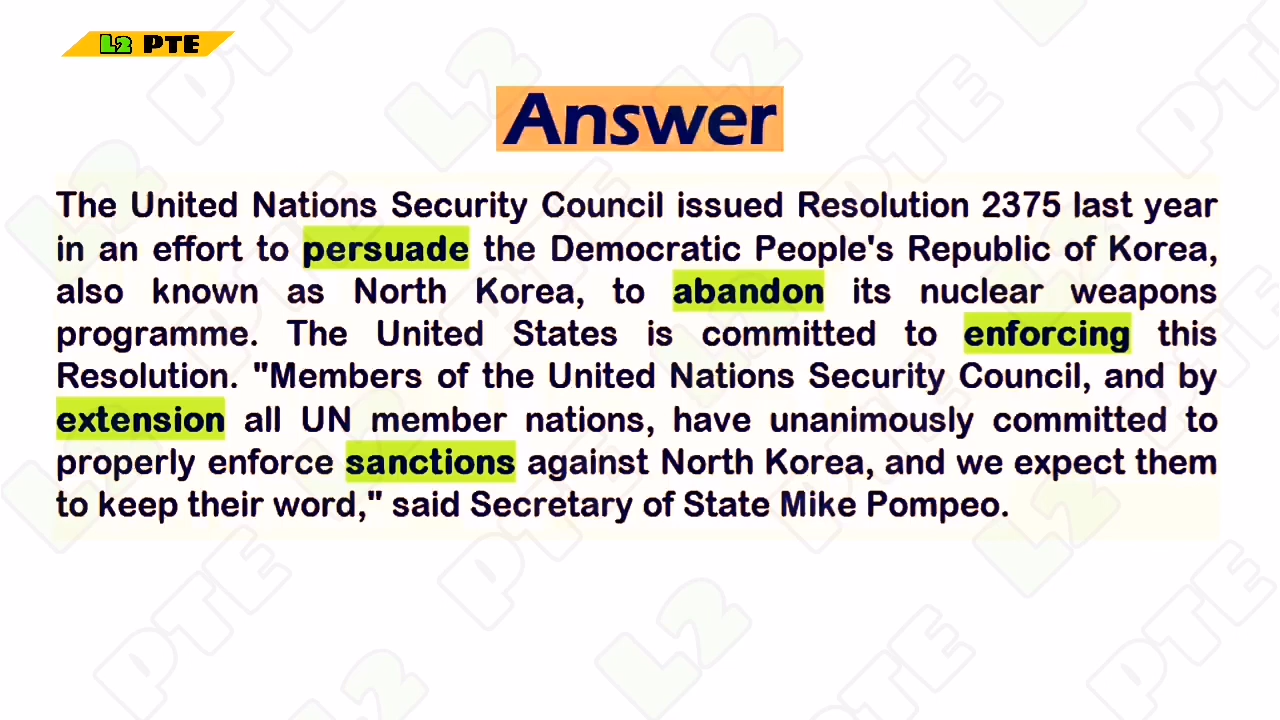 L2 PTE
Answer
The United Nations Security Council issued Resolution 2375 last year
in an effort to persuade the Democratic People's Republic of Korea,
also known as North Korea, to abandon its nuclear weapons
programme. The United States is committed to enforcing this
Resolution. "Members of the United Nations Security Council, and by
extension all UN member nations, have unanimously committed to
properly enforce sanctions against North Korea, and we expect them
to keep their word," said Secretary of State Mike Pompeo.